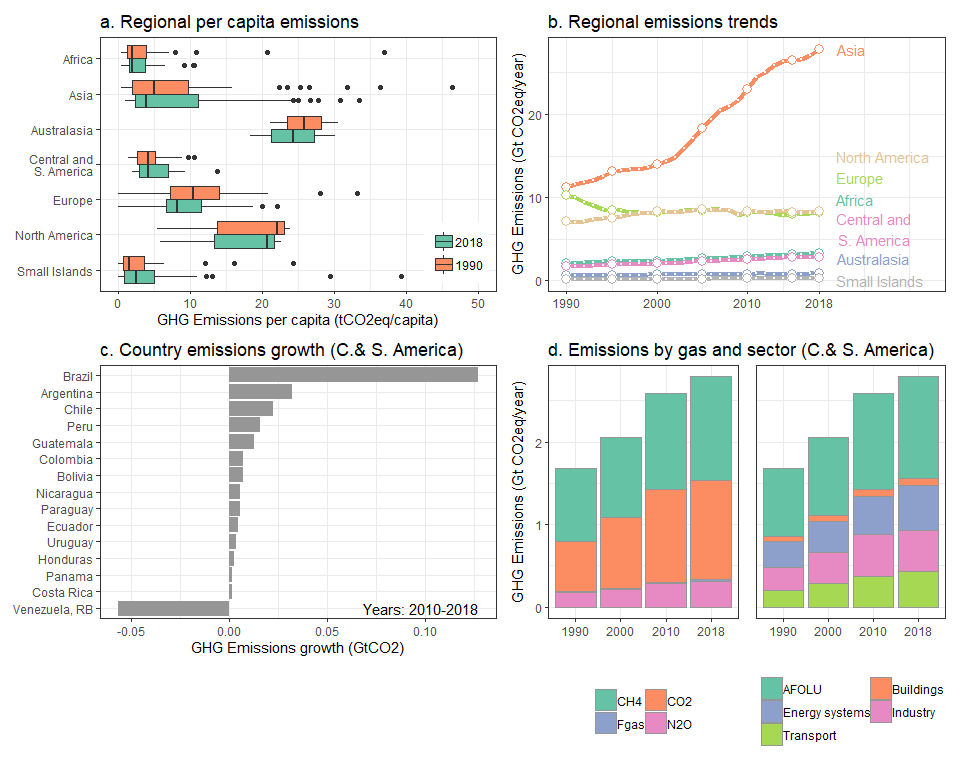 a. Regional per capita emissions
Africa
Asia
Australasia
Central and
S. America
Europe
North America
Small Islands
2018
1990
0
10
20
30
40
50
GHG Emissions per capita (tCO2eq/capita)
b. Regional emissions trends
GHG Emissions (Gt CO2eq/year)
20
10
0
Asia
North America
Europe
Africa
Central and
S. America
Australasia
Small Islands
1990
2000
2010
2018
c. Country emissions growth (C.& S. America)
Brazil
Argentina
Chile
Peru
Guatemala
Colombia
Bolivia
Nicaragua
Paraguay
Ecuador
Uruguay
Honduras
Panama
Costa Rica
Venezuela, RB
Years: 2010-2018
-0.05
0.00
0.05
0.10
GHG Emissions growth (GtCO2)
d. Emissions by gas and sector (C.& S. America)
GHG Emissions (Gt CO2eq/year)
2
1
0
1990
2000
2010
2018
1990
2000
2010
2018
CH4
CO2
Fgas
N2O
AFOLU
Buildings
Energy systems
Industry
Transport